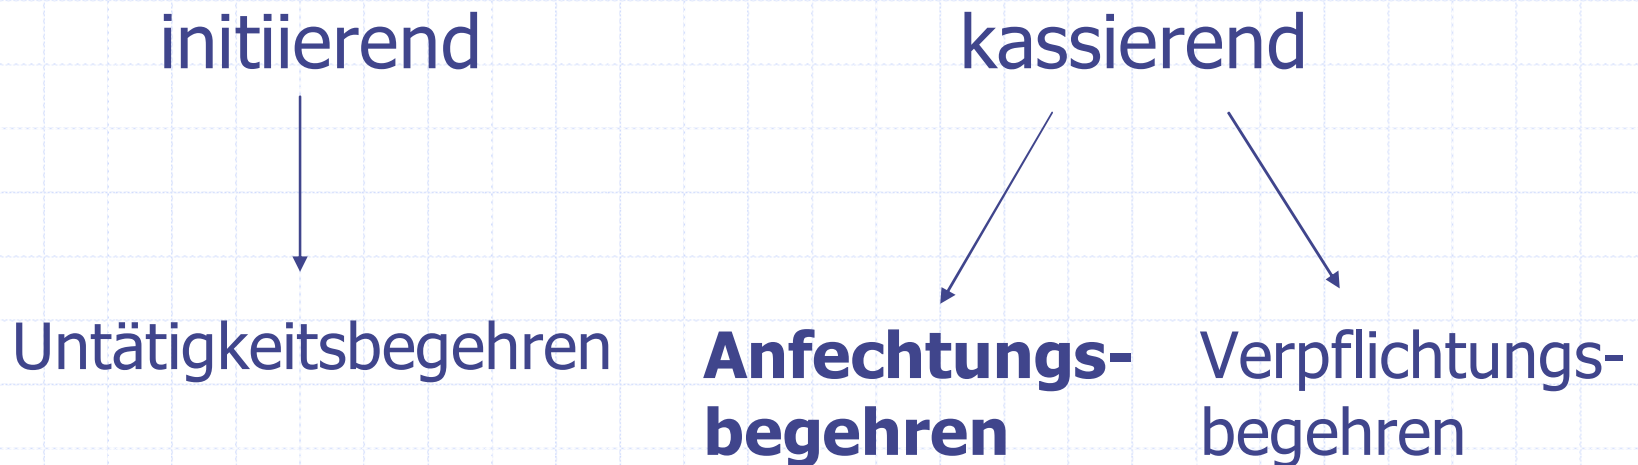 initiierend
kassierend
Untätigkeitsbegehren
Anfechtungs-
begehren
Verpflichtungs-
begehren